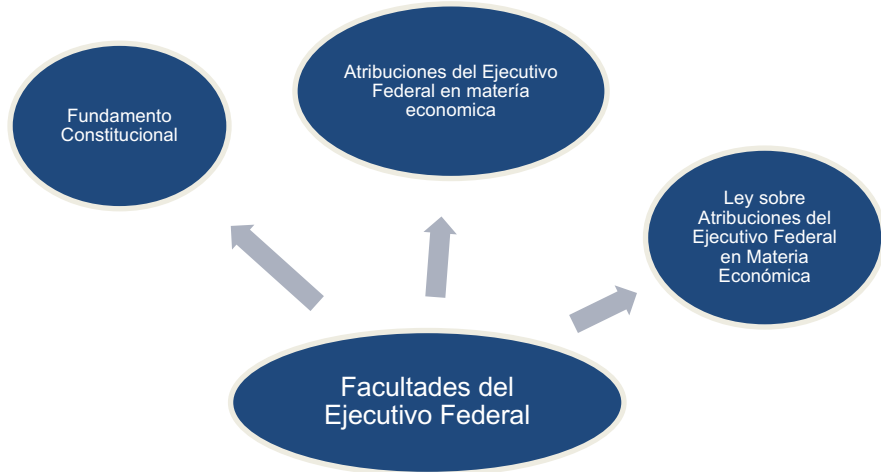 Fundamento
Constitucional
Atribuciones del Ejecutivo
Federal en matería
economica
Ley sobre
Atribuciones del
Ejecutivo Federal
en Materia
Económica
Facultades del
Ejecutivo Federal